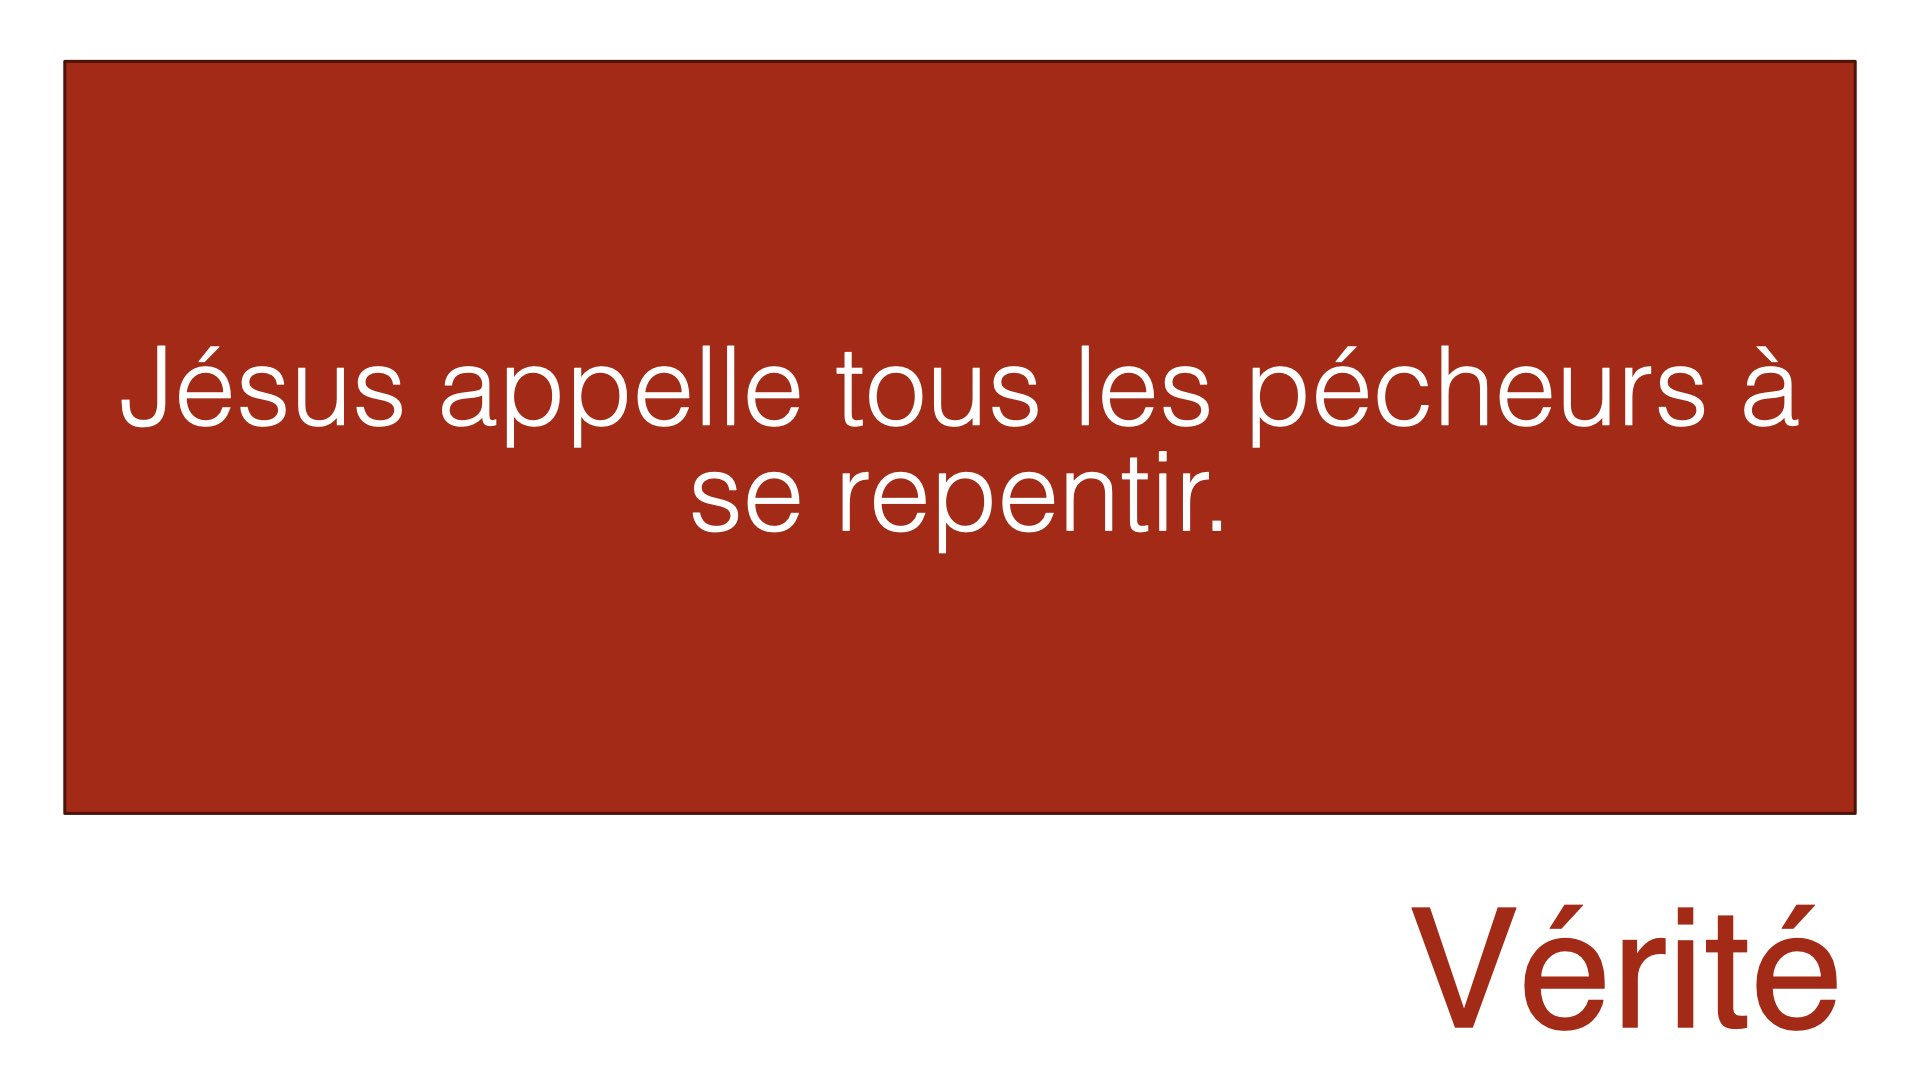 Jésus appelle tous les pécheurs à
se repentir.
Vérité